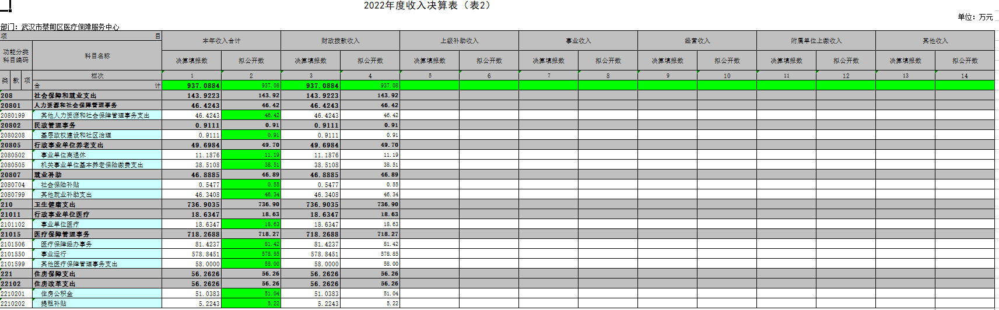 2022年度收入决算表（表2）
单位：万元
部门：武汉市蔡甸区医疗保障服务中心
项 目 本年收入合计 财政拨款收入 上级补助收入 事业收入 经营收入 附属单位上缴收入 其他收入
功能分类科目编码 科目名称 决算填报数 拟公开数 决算填报数 拟公开数 决算填报数 拟公开数 决算填报数 拟公开数 决算填报数 拟公开数 决算填报数 拟公开数 决算填报数 拟公开数
类 款 项 栏次 1 2 3 4 5 6 7 8 9 10 11 12 13 14
合 计 937.0884 937.08 937.0884 937.08
208 社会保障和就业支出 143.9223 143.92 143.9223 143.92
20801 人力资源和社会保障管理事务 46.4243 46.42 46.4243 46.42
2080199 其他人力资源和社会保障管理事务支出 46.4243 46.42 46.4243 46.42
20802 民政管理事务 0.9111 0.91 0.9111 0.91
2080208 基层政权建设和社区治理 0.9111 0.91 0.9111 0.91
20805 行政事业单位养老支出 49.6984 49.70 49.6984 49.70
2080502 事业单位离退休 11.1876 11.19 11.1876 11.19
2080505 机关事业单位基本养老保险缴费支出 38.5108 38.51 38.5108 38.51
20807 就业补助 46.8885 46.89 46.8885 46.89
2080704 社会保险补贴 0.5477 0.55 0.5477 0.55
2080799 其他就业补助支出 46.3408 46.34 46.3408 46.34
210 卫生健康支出 736.9035 736.90 736.9035 736.90
21011 行政事业单位医疗 18.6347 18.63 18.6347 18.63
2101102 事业单位医疗 18.6347 18.63 18.6347 18.63
21015 医疗保障管理事务 718.2688 718.27 718.2688 718.27
2101506 医疗保障经办事务 81.4237 81.42 81.4237 81.42
2101550 事业运行 578.8451 578.85 578.8451 578.85
2101599 其他医疗保障管理事务支出 58.0000 58.00 58.0000 58.00
221 住房保障支出 56.2626 56.26 56.2626 56.26
22102 住房改革支出 56.2626 56.26 56.2626 56.26
2210201 住房公积金 51.0383 51.04 51.0383 51.04
2210202 提租补贴 5.2243 5.22 5.2243 5.22